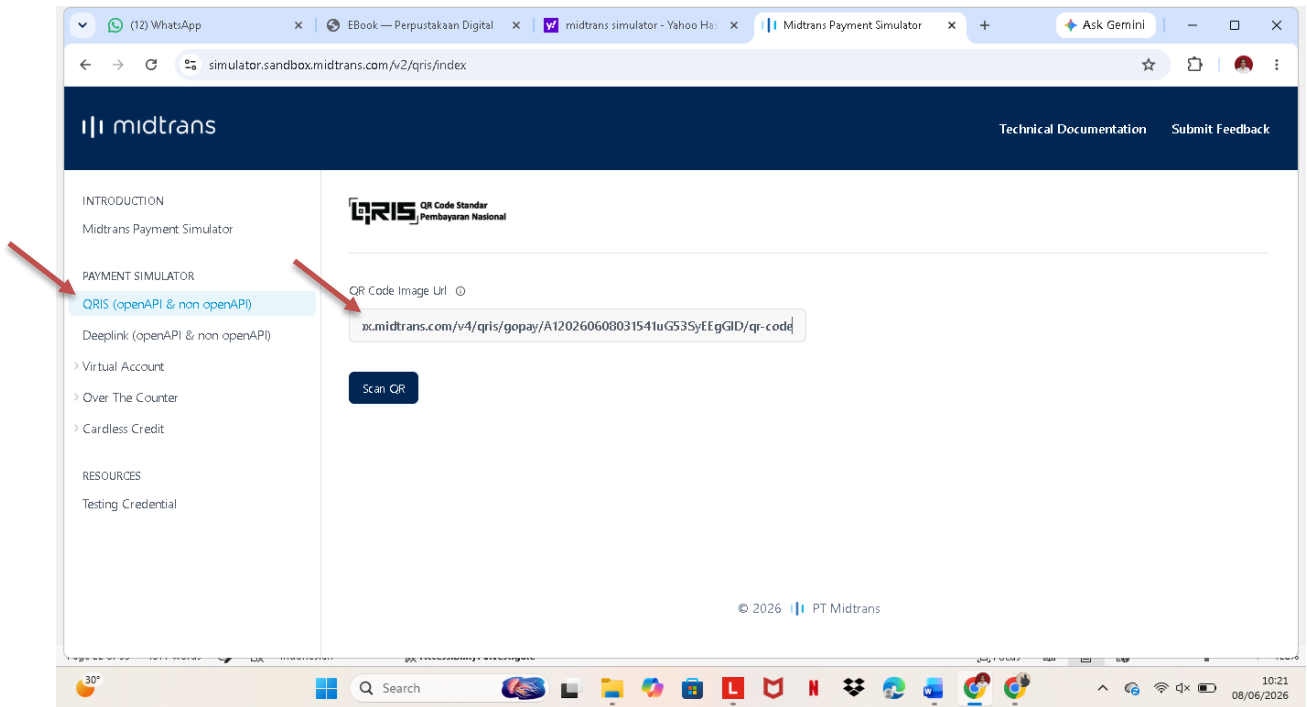 (12) WhatsApp
EBook — Perpustakaan Digital
midtrans simulator - Yahoo Ha
Midtrans Payment Simulator
Ask Gemini
simulator.sandbox.midtrans.com/v2/qris/index
midtrans
Technical Documentation
Submit Feedback
INTRODUCTION
Midtrans Payment Simulator
PAYMENT SIMULATOR
QRIS (openAPI & non openAPI)
Deeplink (openAPI & non openAPI)
Virtual Account
Over The Counter
Cardless Credit
RESOURCES
Testing Credential
QRIS
QR Code Standar
Pembayaran Nasional
QR Code Image Url
x.midtrans.com/v4/qris/gopay/A120260608031541uG53SyEEgGID/qr-code
Scan QR
© 2026 PT Midtrans
30°
Search
10:21
08/06/2026